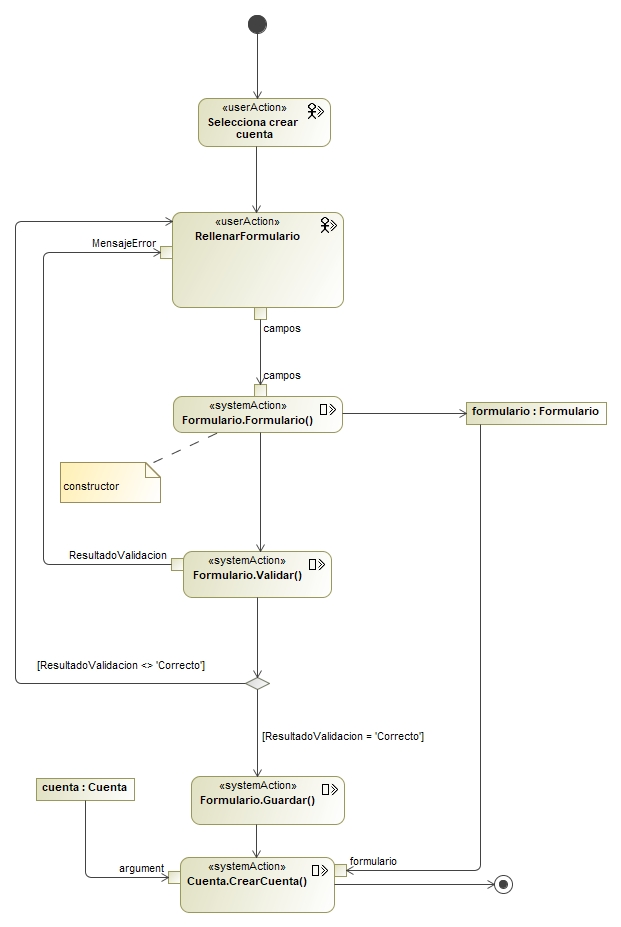 «userAction»
Selecciona crear
cuenta
«userAction»
RellenarFormulario
MensajeError
campos
campos
«systemAction»
Formulario.Formulario()
formulario : Formulario
constructor
ResultadoValidacion
«systemAction»
Formulario.Validar()
[ResultadoValidacion <> 'Correcto']
[ResultadoValidacion = 'Correcto']
cuenta : Cuenta
«systemAction»
Formulario.Guardar()
argument
«systemAction»
Cuenta.CrearCuenta()
formulario